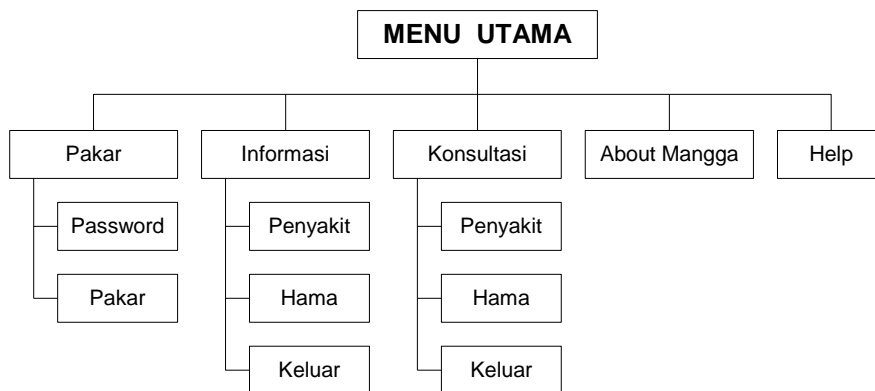 MENU UTAMA
Pakar
Informasi
Konsultasi
About Mangga
Help
Password
Penyakit
Penyakit
Pakar
Hama
Hama
Keluar
Keluar